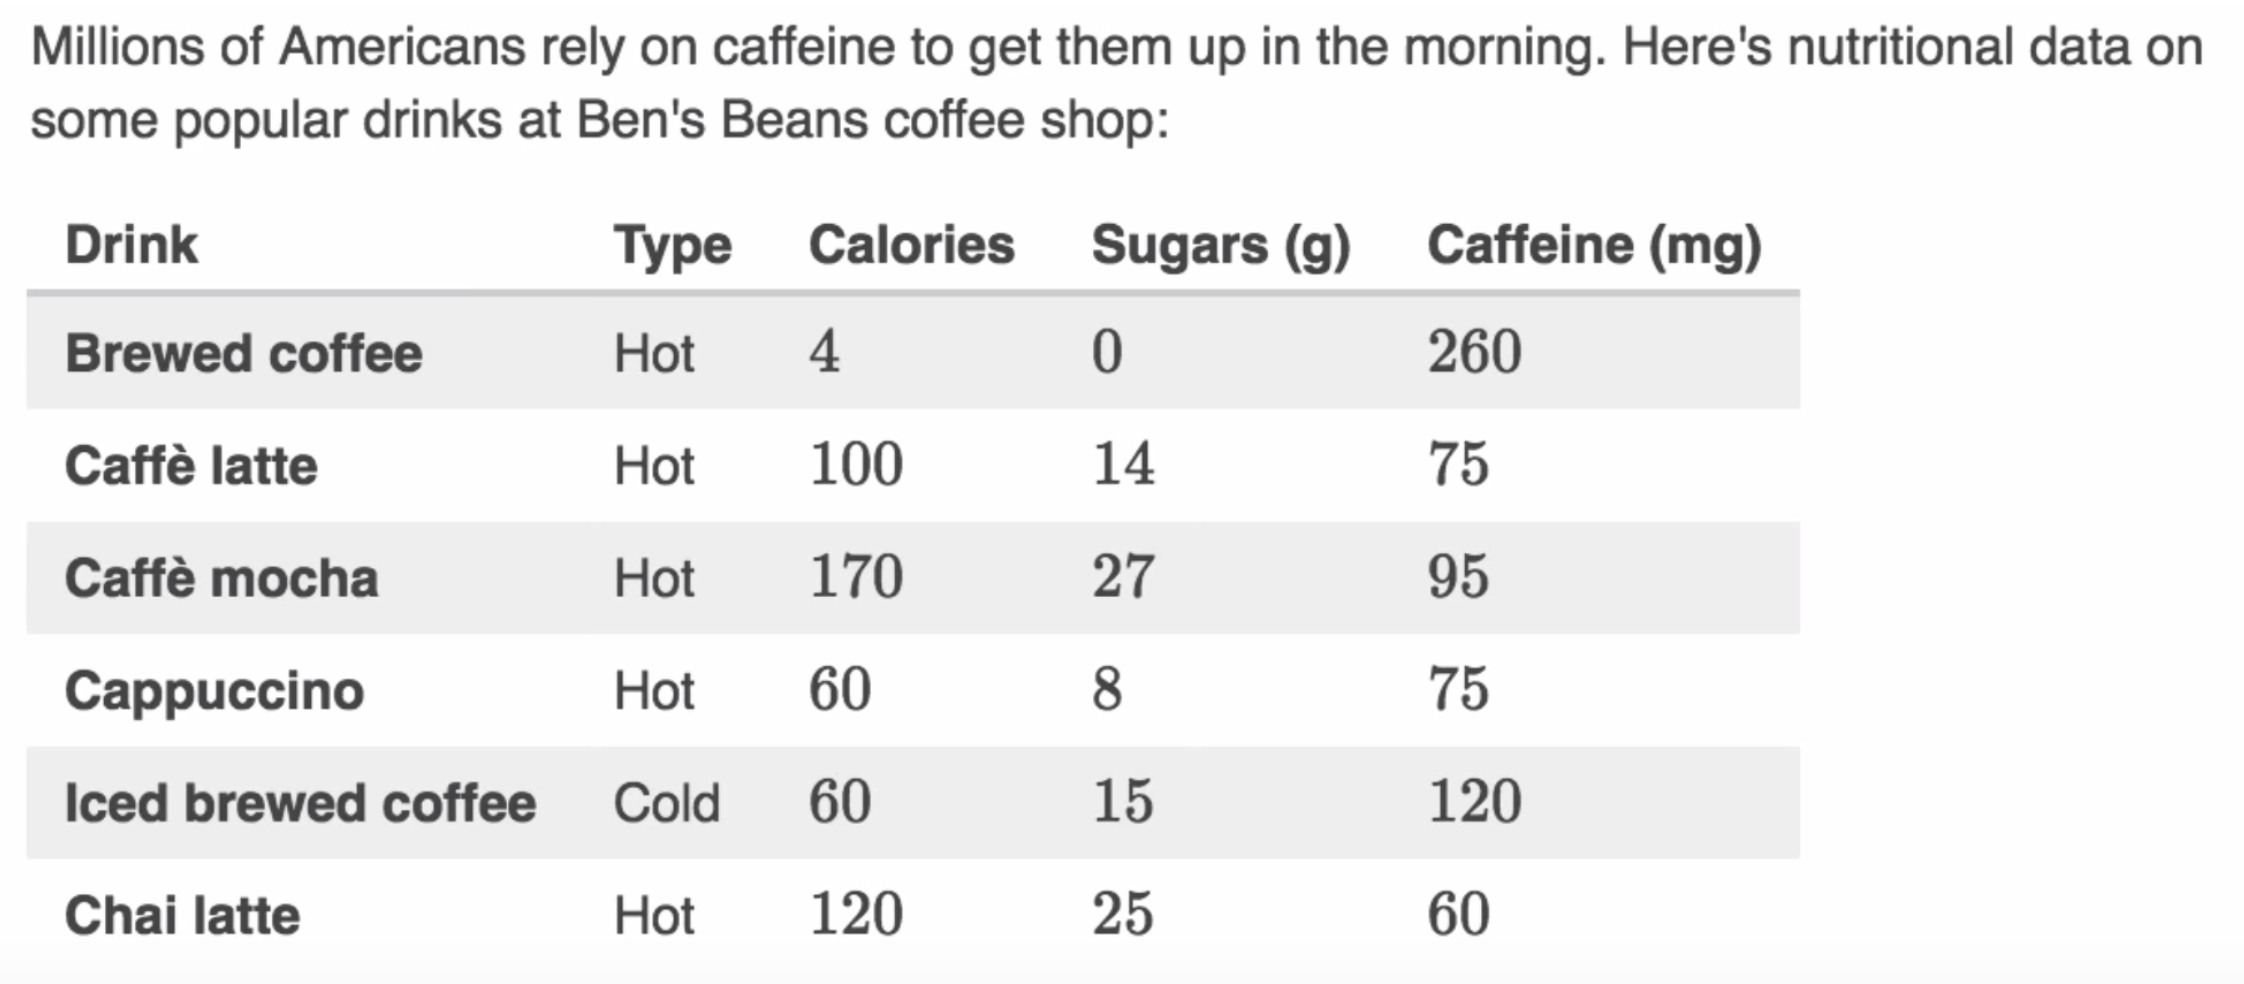 Millions of Americans rely on caffeine to get them up in the morning. Here's nutritional data on
some popular drinks at Ben's Beans coffee shop:
Drink Type Calories Sugars (g) Caffeine (mg)
Brewed coffee Hot 4 0 260
Caffè latte Hot 100 14 75
Caffè mocha Hot 170 27 95
Cappuccino Hot 60 8 75
Iced brewed coffee Cold 60 15 120
Chai latte Hot 120 25 60